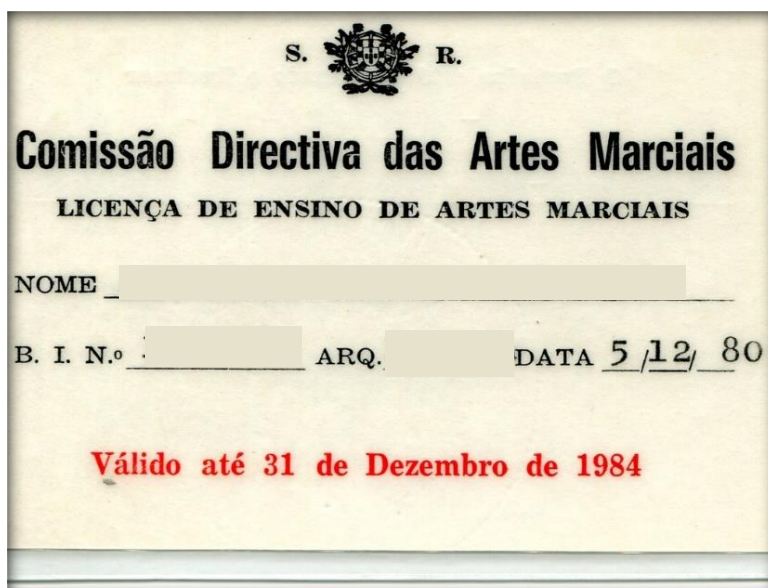 S. R.
Comissão Directiva das Artes Marciais
LICENÇA DE ENSINO DE ARTES MARCIAIS
NOME
B. I. N.º ARQ. DATA 5/12/80
Válido até 31 de Dezembro de 1984